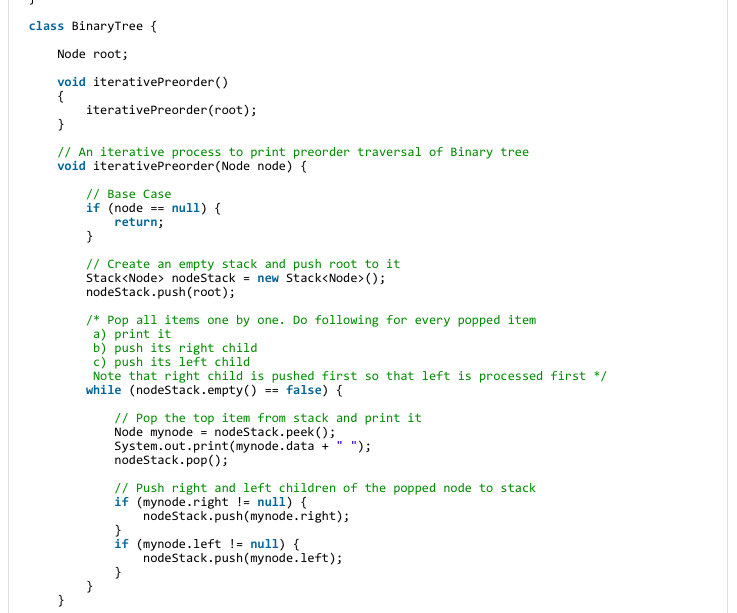 }
class BinaryTree {
Node root;
void iterativePreorder()
{
iterativePreorder(root);
}
// An iterative process to print preorder traversal of Binary tree
void iterativePreorder(Node node) {
// Base Case
if (node == null) {
return;
}
// Create an empty stack and push root to it
Stack<Node> nodeStack = new Stack<Node>();
nodeStack.push(root);
/* Pop all items one by one. Do following for every popped item
a) print it
b) push its right child
c) push its left child
Note that right child is pushed first so that left is processed first */
while (nodeStack.empty() == false) {
// Pop the top item from stack and print it
Node mynode = nodeStack.peek();
System.out.print(mynode.data + " ");
nodeStack.pop();
// Push right and left children of the popped node to stack
if (mynode.right != null) {
nodeStack.push(mynode.right);
}
if (mynode.left != null) {
nodeStack.push(mynode.left);
}
}
}